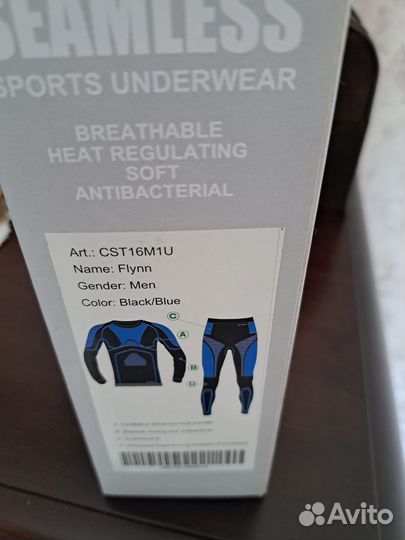 SEAMLESS
SPORTS UNDERWEAR
BREATHABLE
HEAT REGULATING
SOFT
ANTIBACTERIAL
Art.: CST16M1U
Name: Flynn
Gender: Men
Color: Black/Blue
C
A
B
D
Avito